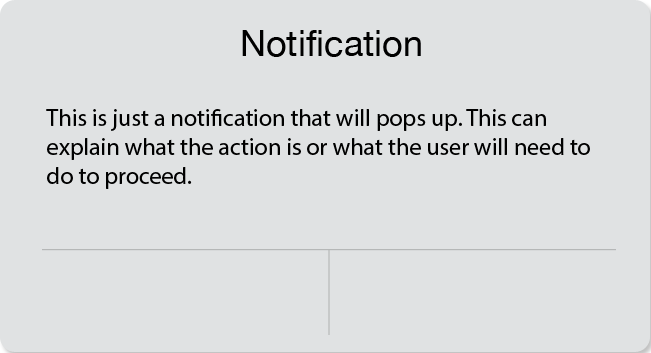 Notification
This is just a notification that will pops up. This can
explain what the action is or what the user will need to
do to proceed.